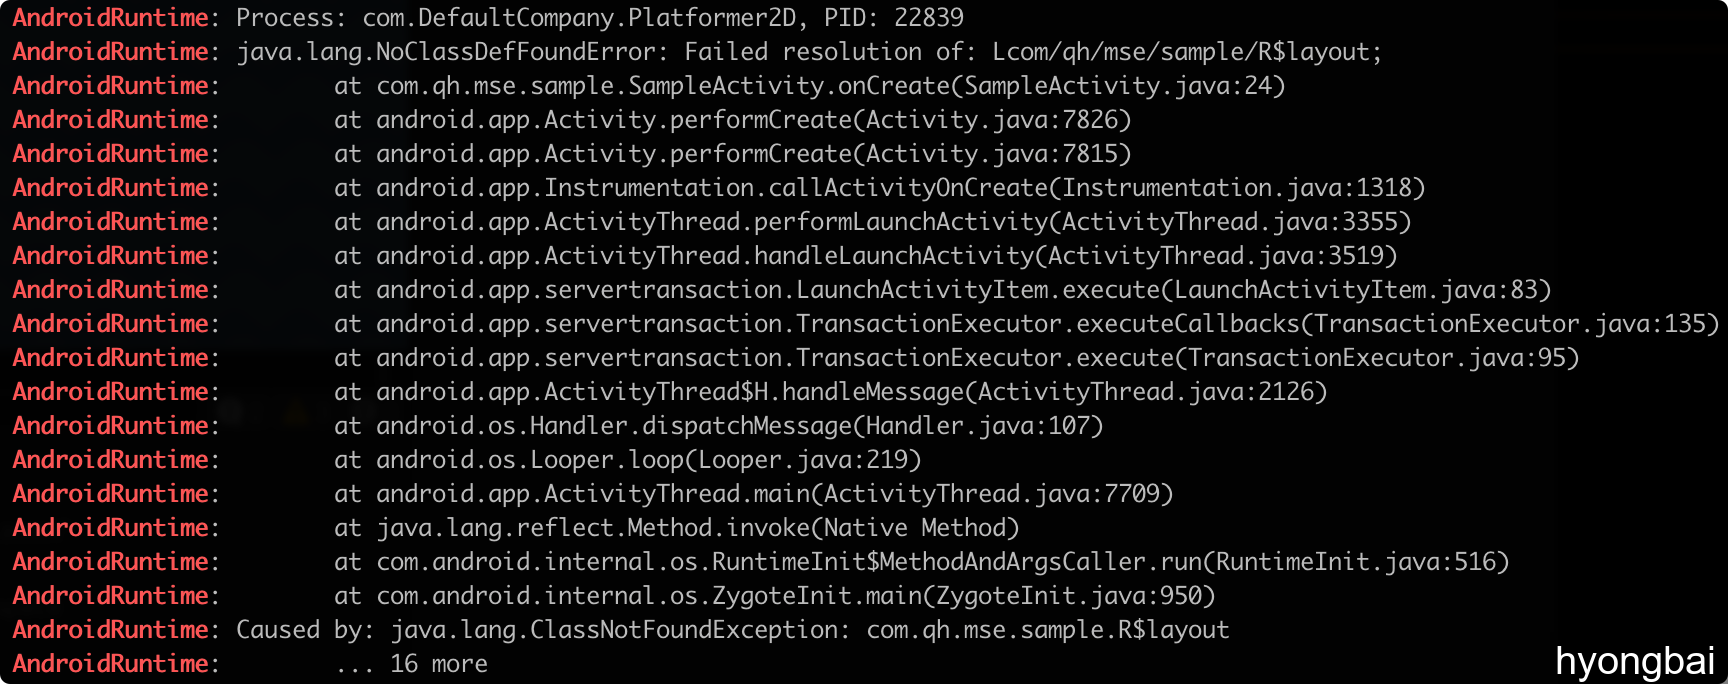 AndroidRuntime: Process: com.DefaultCompany.Platformer2D, PID: 22839
AndroidRuntime: java.lang.NoClassDefFoundError: Failed resolution of: Lcom/qh/mse/sample/R$layout;
AndroidRuntime: at com.qh.mse.sample.SampleActivity.onCreate(SampleActivity.java:24)
AndroidRuntime: at android.app.Activity.performCreate(Activity.java:7826)
AndroidRuntime: at android.app.Activity.performCreate(Activity.java:7815)
AndroidRuntime: at android.app.Instrumentation.callActivityOnCreate(Instrumentation.java:1318)
AndroidRuntime: at android.app.ActivityThread.performLaunchActivity(ActivityThread.java:3355)
AndroidRuntime: at android.app.ActivityThread.handleLaunchActivity(ActivityThread.java:3519)
AndroidRuntime: at android.app.servertransaction.LaunchActivityItem.execute(LaunchActivityItem.java:83)
AndroidRuntime: at android.app.servertransaction.TransactionExecutor.executeCallbacks(TransactionExecutor.java:135)
AndroidRuntime: at android.app.servertransaction.TransactionExecutor.execute(TransactionExecutor.java:95)
AndroidRuntime: at android.app.ActivityThread$H.handleMessage(ActivityThread.java:2126)
AndroidRuntime: at android.os.Handler.dispatchMessage(Handler.java:107)
AndroidRuntime: at android.os.Looper.loop(Looper.java:219)
AndroidRuntime: at android.app.ActivityThread.main(ActivityThread.java:7709)
AndroidRuntime: at java.lang.reflect.Method.invoke(Native Method)
AndroidRuntime: at com.android.internal.os.RuntimeInit$MethodAndArgsCaller.run(RuntimeInit.java:516)
AndroidRuntime: at com.android.internal.os.ZygoteInit.main(ZygoteInit.java:950)
AndroidRuntime: Caused by: java.lang.ClassNotFoundException: com.qh.mse.sample.R$layout
AndroidRuntime: ... 16 more
hyongbai